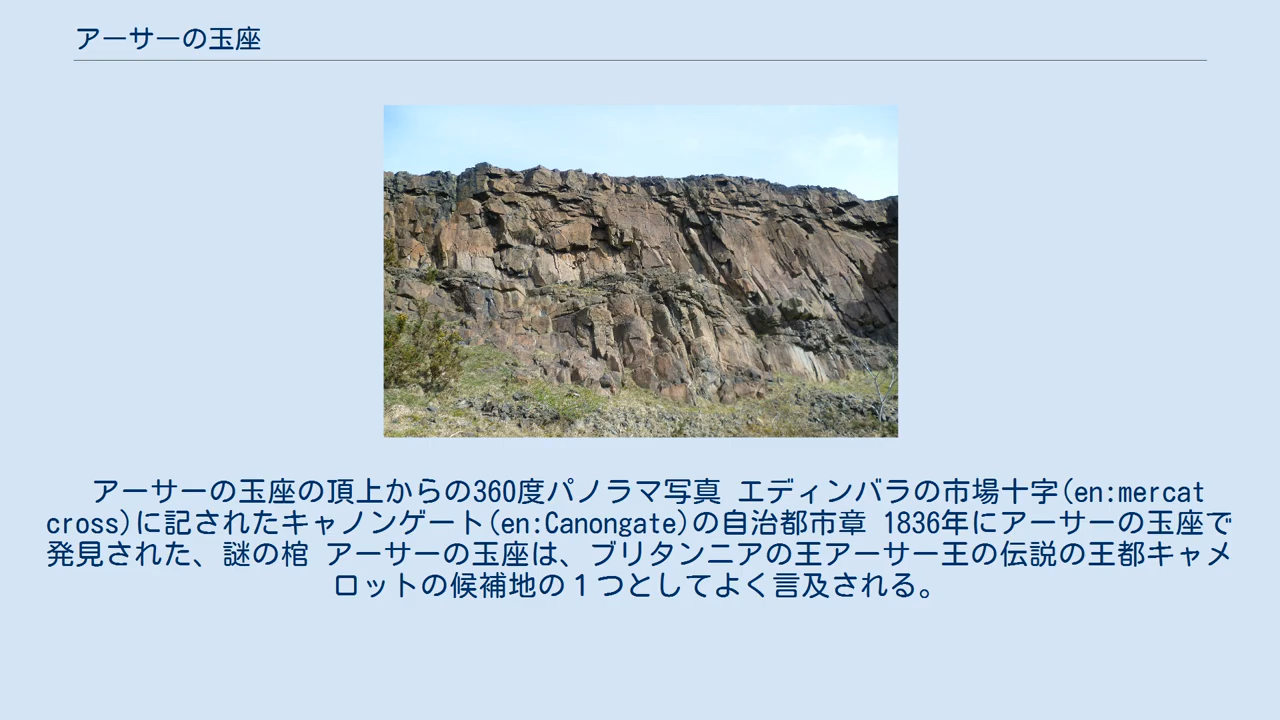 アーサーの玉座
アーサーの玉座の頂上からの360度パノラマ写真 エディンバラの市場十字(en:mercat
cross)に記されたキャノンゲート(en:Canongate)の自治都市章 1836年にアーサーの玉座で
発見された、謎の棺 アーサーの玉座は、ブリタンニアの王アーサー王の伝説の王都キャメ
ロットの候補地の１つとしてよく言及される。